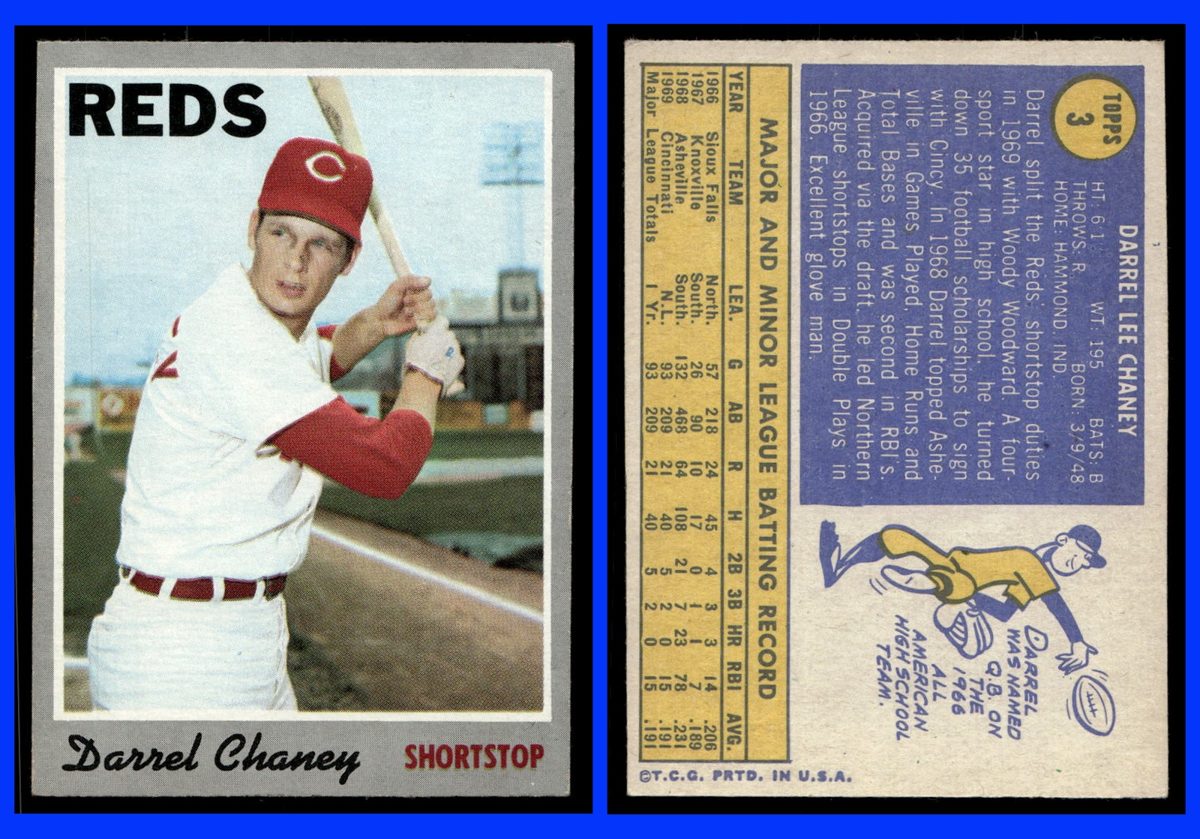 REDS
C
Darrel Chaney
SHORTSTOP
TOPPS
3
DARREL LEE CHANEY
HT: 6'1" WT. 195 BATS: B
THROWS: R BORN: 3/9/48
HOME: HAMMOND, IND.
Darrel split the Reds' shortstop duties
in 1969 with Woody Woodward. A four-
sport star in high school, he turned
down 35 football scholarships to sign
with Cincy. In 1968 Darrel topped Ashe-
ville in Games Played, Home Runs and
Total Bases and was second in RBI's.
Acquired via the draft, he led Northern
League shortstops in Double Plays in
1966. Excellent glove man.
DARREL
WAS NAMED
Q.B. ON
THE
1966
ALL
AMERICAN
HIGH SCHOOL
TEAM.
MAJOR AND MINOR LEAGUE BATTING RECORD
YEAR TEAM LEA. G AB R H 2B 3B HR RBI AVG.
1966 Sioux Falls North. 57 218 24 45 4 3 3 14 .206
1967 Knoxville South. 26 90 10 17 0 1 1 7 .189
1968 Asheville South. 132 468 64 108 21 7 23 78 .231
1969 Cincinnati N.L. 93 209 21 40 5 2 0 15 .191
Major League Totals 1 Yr. 93 209 21 40 5 2 0 15 .191
©T.C.G. PRTD. IN U.S.A.